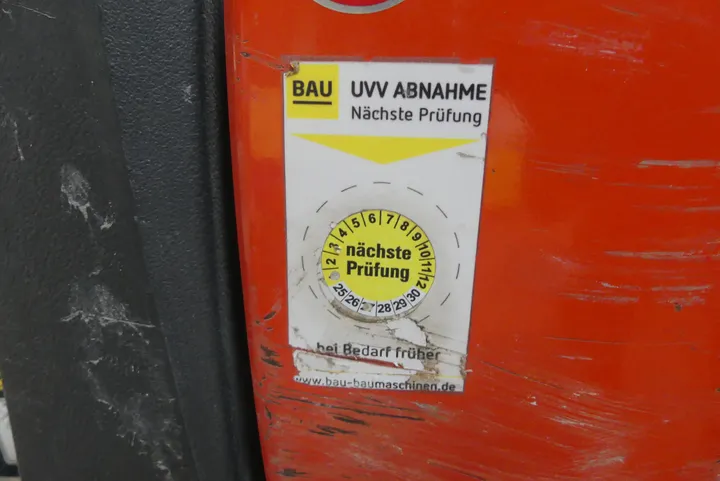 BAU
UVV ABNAHME
Nächste Prüfung
2 3 4 5 6 7 8 9 10 11 12
nächste
Prüfung
25 26 28 29 30
bei Bedarf früher
www.bau-baumaschinen.de